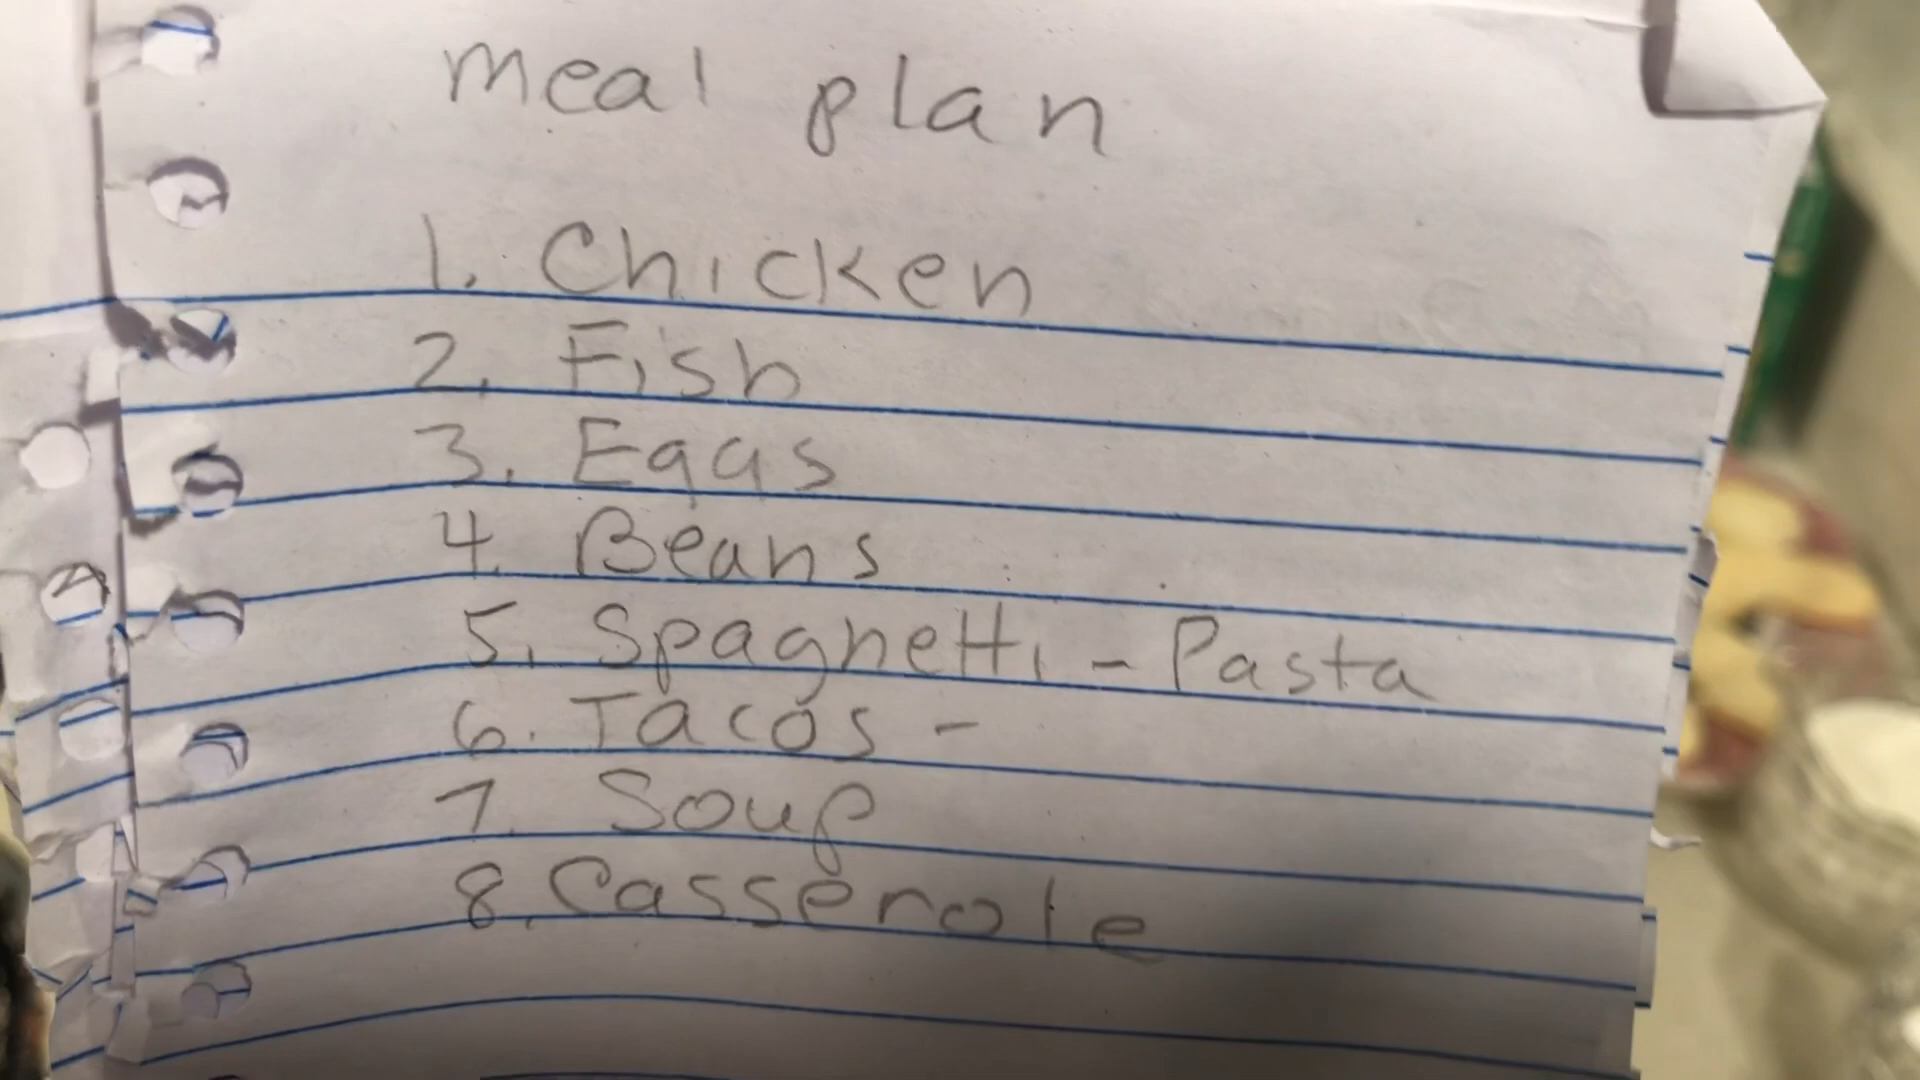 meal plan
1. Chicken
2. Fish
3. Eggs
4. Beans
5. Spaghetti - Pasta
6. Tacos -
7. Soup
8. Casserole